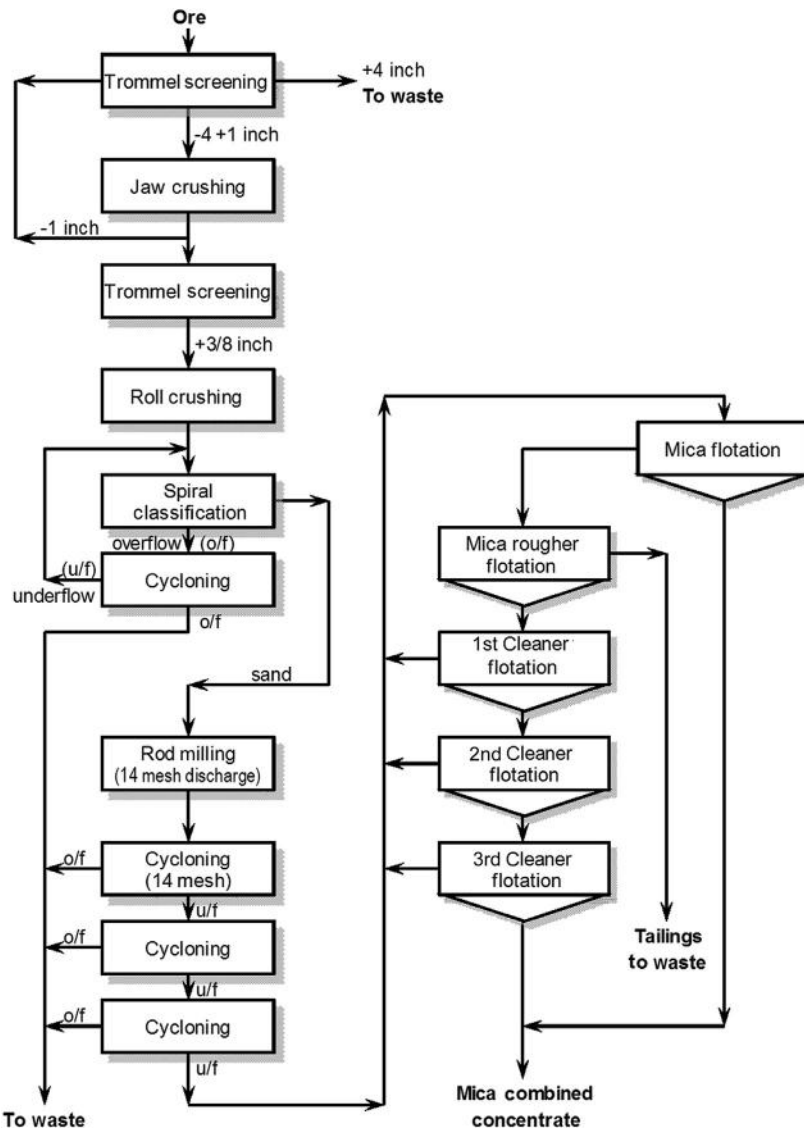 Ore
Trommel screening
+4 inch
To waste
-4 +1 inch
Jaw crushing
-1 inch
Trommel screening
+3/8 inch
Roll crushing
Spiral
classification
overflow (o/f)
(u/f)
underflow
Cycloning
o/f
sand
Rod milling
(14 mesh discharge)
o/f
Cycloning
(14 mesh)
u/f
o/f
Cycloning
u/f
o/f
Cycloning
u/f
To waste
Mica flotation
Mica rougher
flotation
1st Cleaner
flotation
2nd Cleaner
flotation
3rd Cleaner
flotation
Tailings
to waste
Mica combined
concentrate